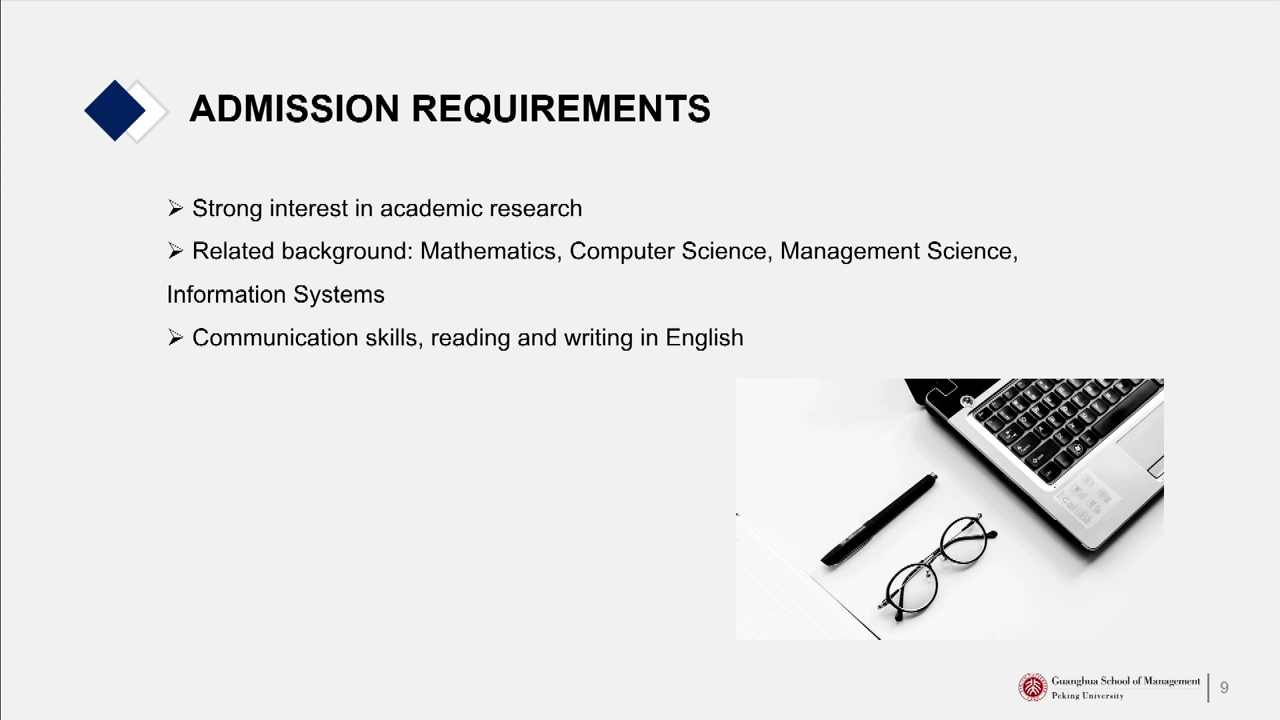 ADMISSION REQUIREMENTS
➢ Strong interest in academic research
➢ Related background: Mathematics, Computer Science, Management Science,
Information Systems
➢ Communication skills, reading and writing in English
Guanghua School of Management
Peking University
9